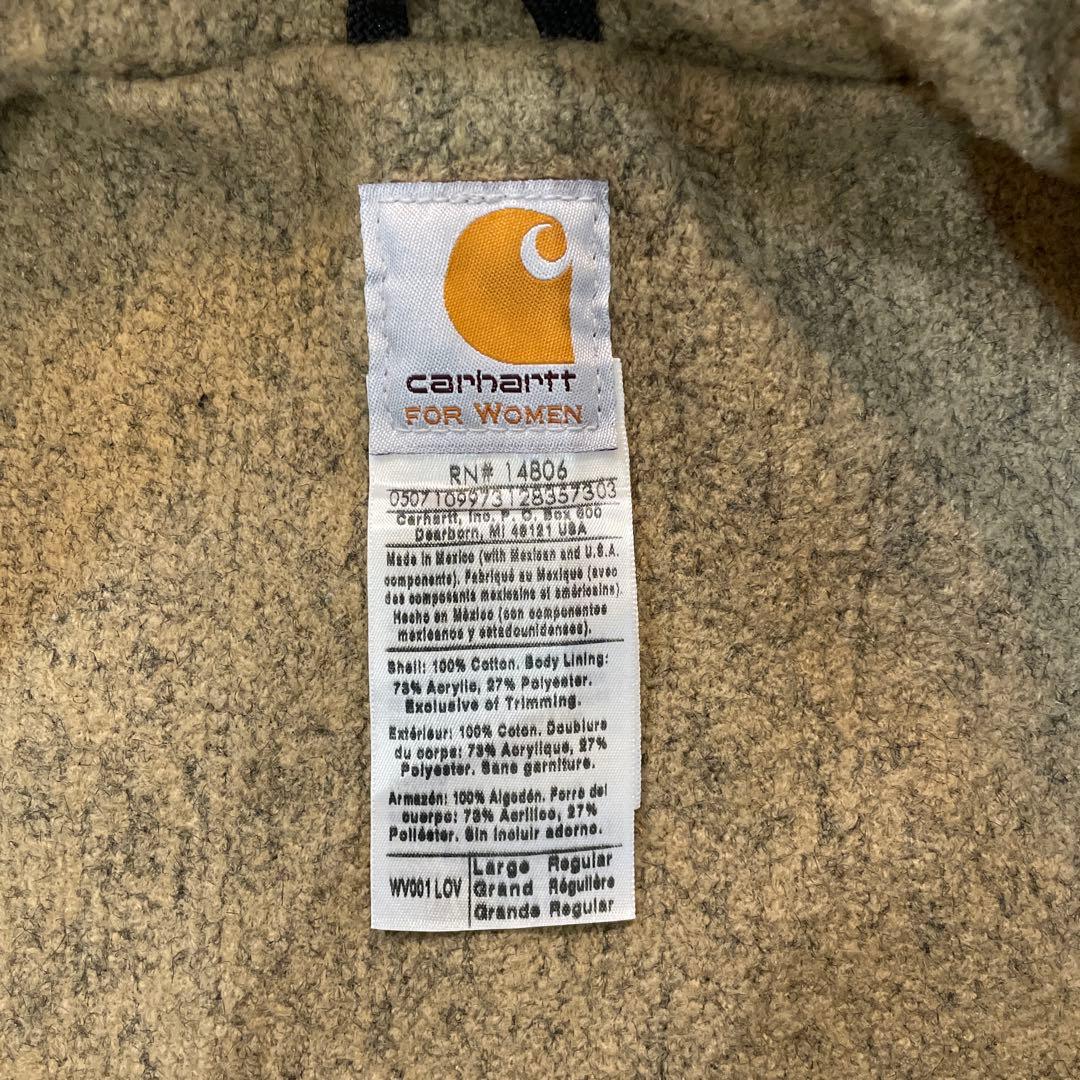 carhartt
FOR WOMEN
RN# 14806
0507109973128357303
Carhartt, Inc. P. O. Box 600
Dearborn, MI 48121 USA
Made in Mexico (with Mexican and U.S.A.
components). Fabriqué au Mexique (avec
des composants mexicains et américains).
Hecho en México (con componentes
mexicanos y estadounidenses).
Shell: 100% Cotton. Body Lining:
73% Acrylic, 27% Polyester.
Exclusive of Trimming.
Extérieur: 100% Coton. Doublure
du corps: 73% Acrylique, 27%
Polyester. Sans garniture.
Armazón: 100% Algodón. Forro del
cuerpo: 73% Acrílico, 27%
Poliéster. Sin incluir adorno.
WV001 LOV
Large Regular
Grand Régulière
Grande Regular